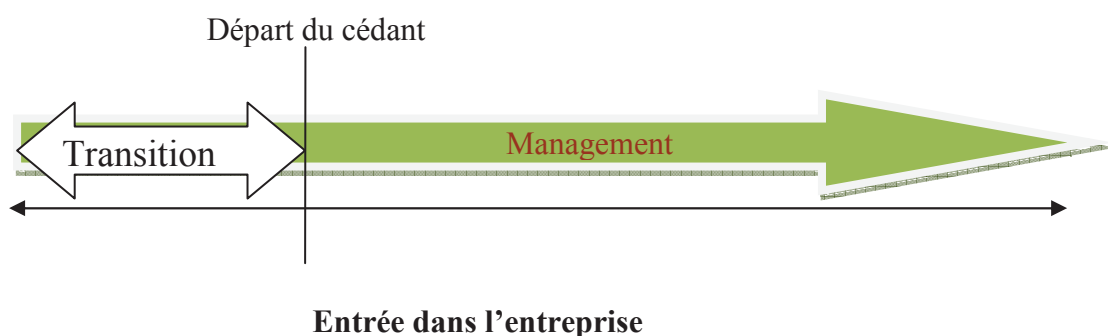 Départ du cédant
Transition
Management
Entrée dans l’entreprise